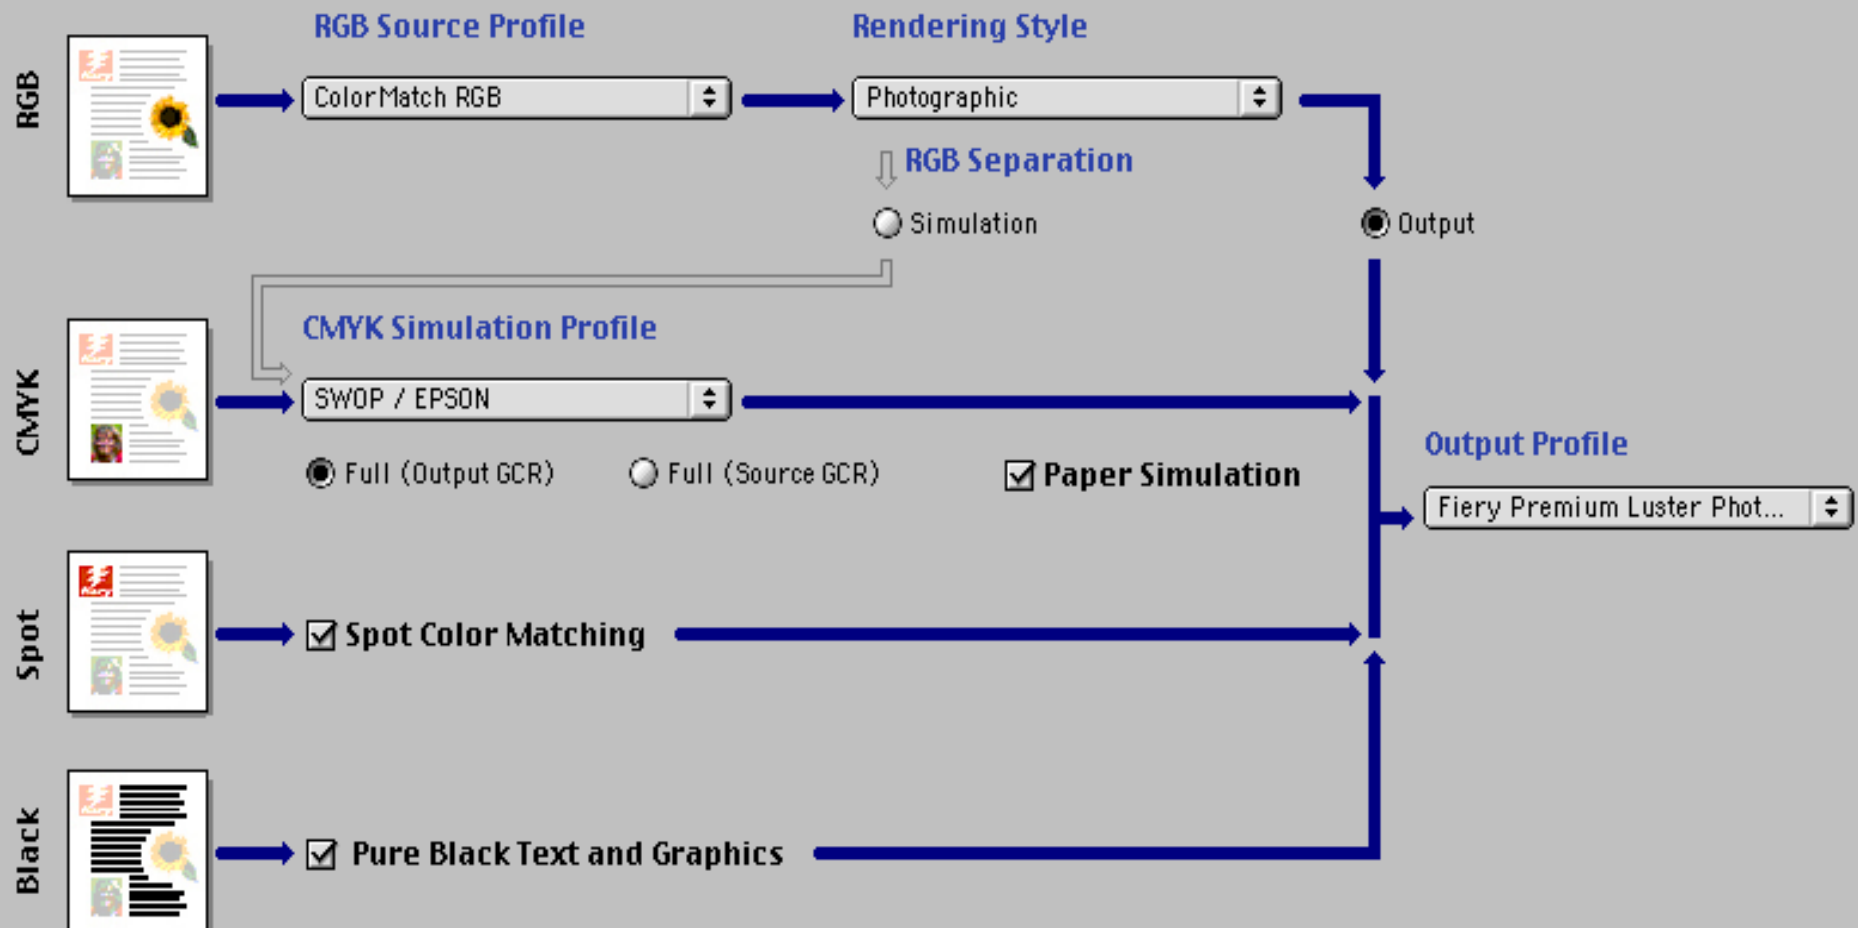 RGB Source Profile
Rendering Style
RGB
ColorMatch RGB
Photographic
RGB Separation
Simulation
Output
CMYK Simulation Profile
CMYK
SWOP / EPSON
Output Profile
Full (Output GCR)
Full (Source GCR)
Paper Simulation
Fiery Premium Luster Phot...
Spot
Spot Color Matching
Black
Pure Black Text and Graphics